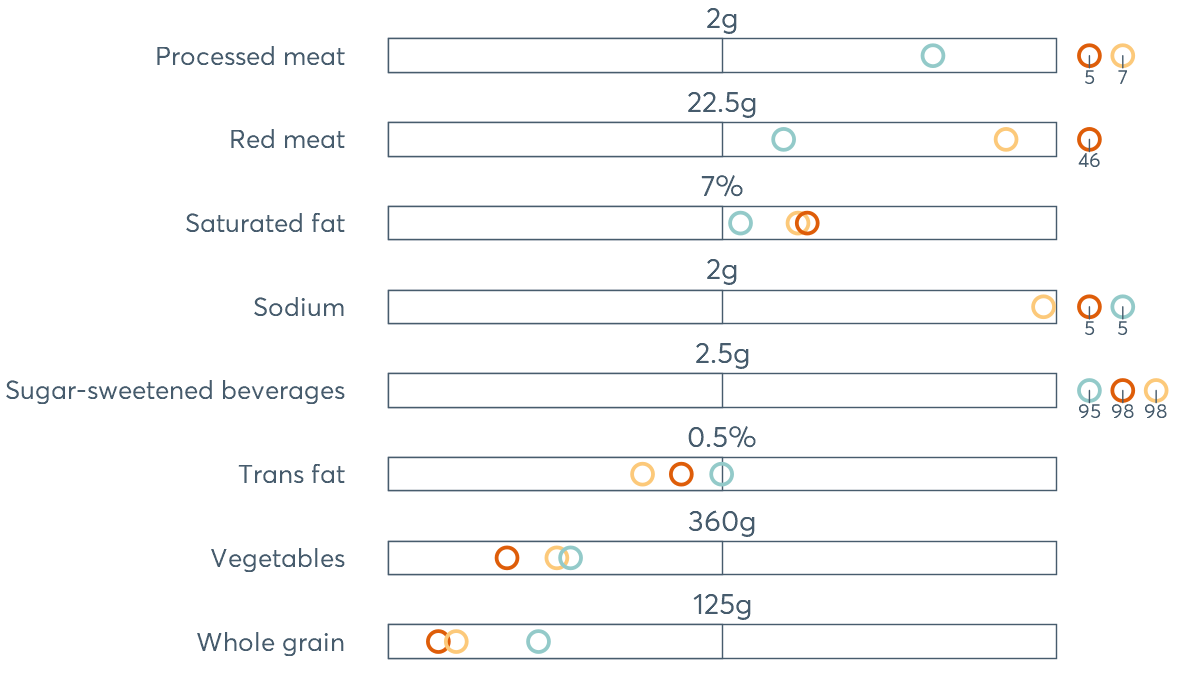 2g
Processed meat
5 7
22.5g
Red meat
46
7%
Saturated fat
2g
Sodium
5 5
2.5g
Sugar-sweetened beverages
95 98 98
0.5%
Trans fat
360g
Vegetables
125g
Whole grain